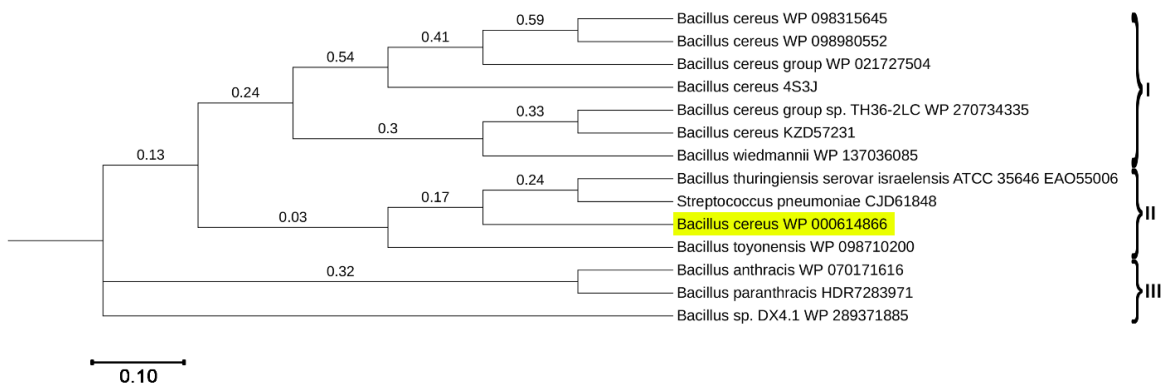 0.59
Bacillus cereus WP 098315645
0.41
Bacillus cereus WP 098980552
0.54
Bacillus cereus group WP 021727504
0.24
Bacillus cereus 4S3J
I
0.33
Bacillus cereus group sp. TH36-2LC WP 270734335
0.3
Bacillus cereus KZD57231
0.13
Bacillus wiedmannii WP 137036085
0.24
Bacillus thuringiensis serovar israelensis ATCC 35646 EAO55006
0.17
Streptococcus pneumoniae CJD61848
II
0.03
Bacillus cereus WP 000614866
Bacillus toyonensis WP 098710200
0.32
Bacillus anthracis WP 070171616
Bacillus paranthracis HDR7283971
III
Bacillus sp. DX4.1 WP 289371885
0.10